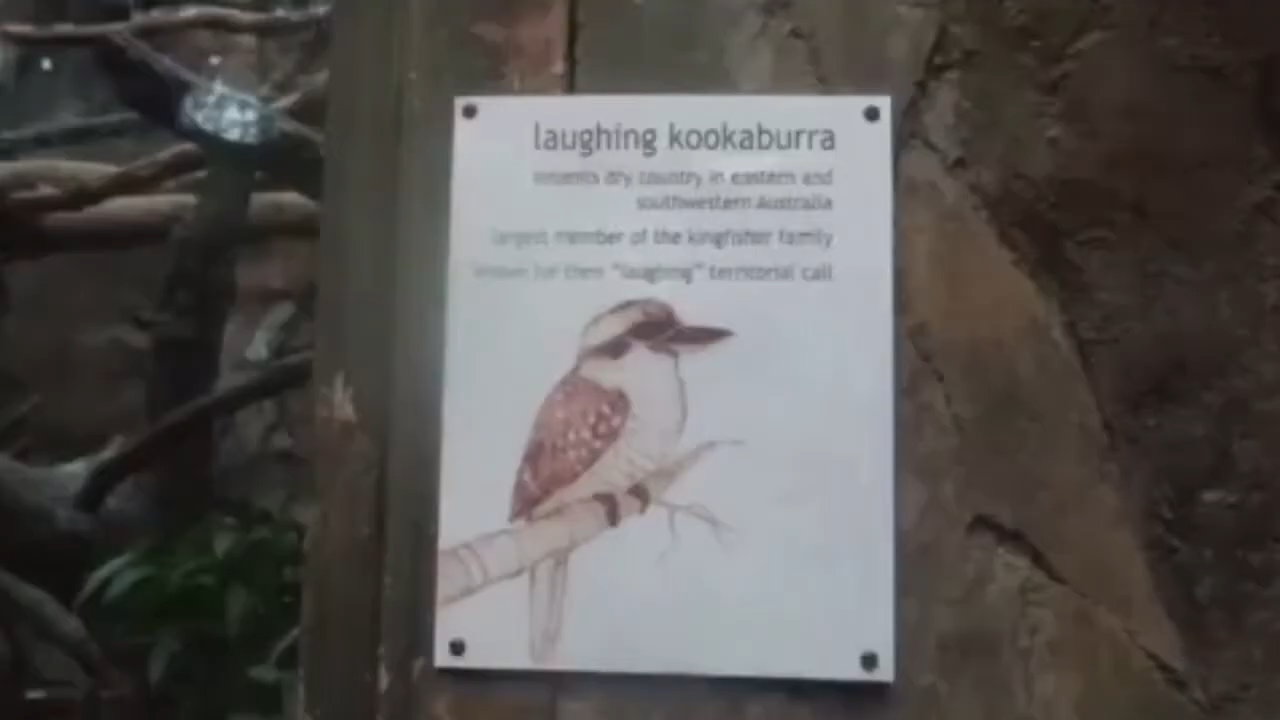 laughing kookaburra
dry country in eastern and
southwestern Australia
largest member of the kingfisher family
known for their "laughing" territorial call